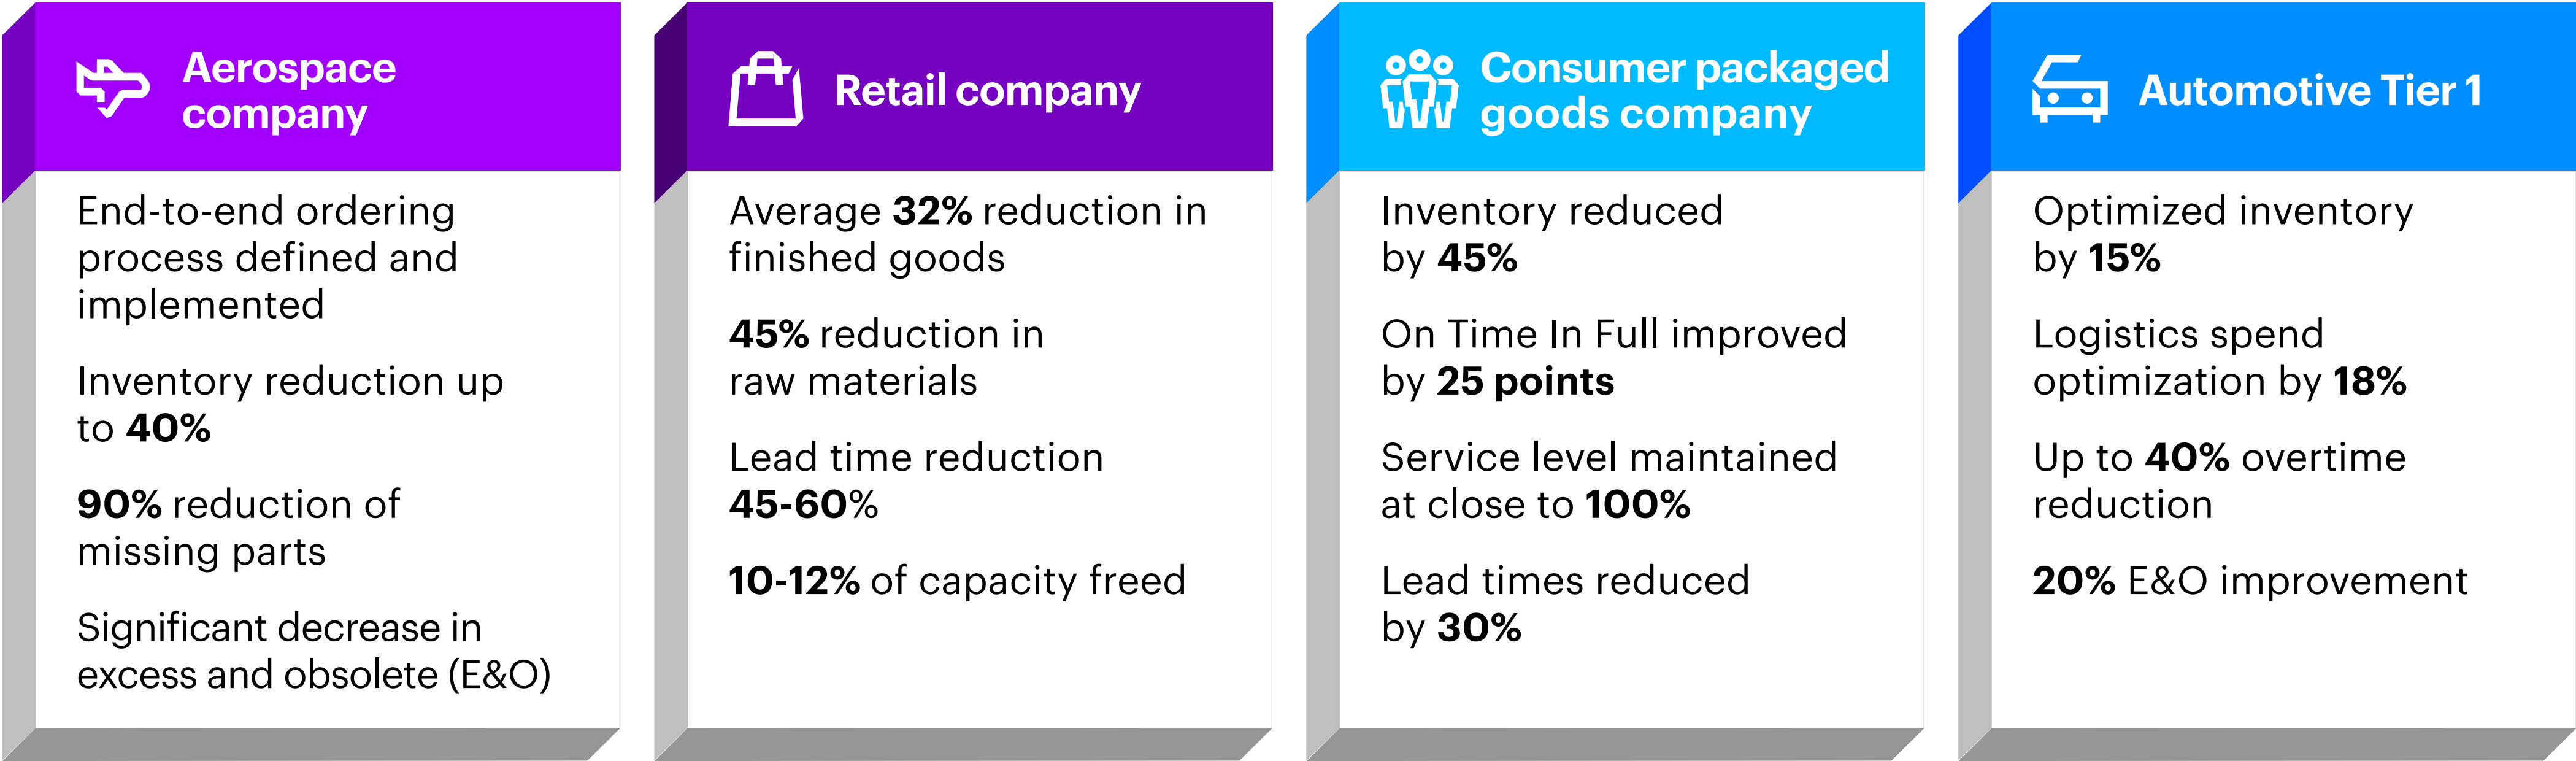 Aerospace
company
End-to-end ordering
process defined and
implemented
Inventory reduction up
to 40%
90% reduction of
missing parts
Significant decrease in
excess and obsolete (E&O)
Retail company
Average 32% reduction in
finished goods
45% reduction in
raw materials
Lead time reduction
45-60%
10-12% of capacity freed
Consumer packaged
goods company
Inventory reduced
by 45%
On Time In Full improved
by 25 points
Service level maintained
at close to 100%
Lead times reduced
by 30%
Automotive Tier 1
Optimized inventory
by 15%
Logistics spend
optimization by 18%
Up to 40% overtime
reduction
20% E&O improvement